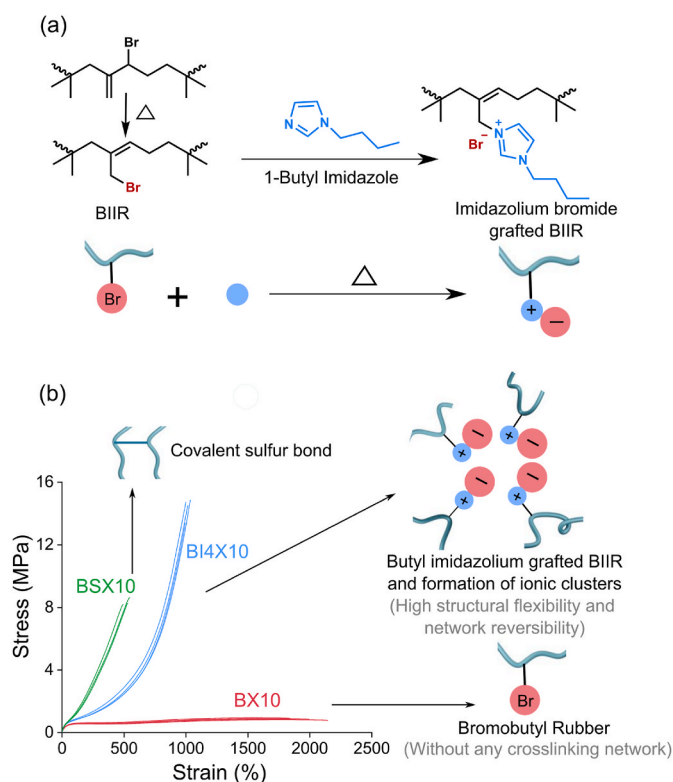 (a)
Br
Br
BIIR
N
N
1-Butyl Imidazole
Br−
N
+
N
Imidazolium bromide
grafted BIIR
Br
+
+
−
(b)
Covalent sulfur bond
− + + −
+ − − +
Butyl imidazolium grafted BIIR
and formation of ionic clusters
(High structural flexibility and
network reversibility)
BSX10
BI4X10
BX10
Br
Bromobutyl Rubber
(Without any crosslinking network)
Stress (MPa)
16
12
8
4
0
0 500 1000 1500 2000 2500
Strain (%)